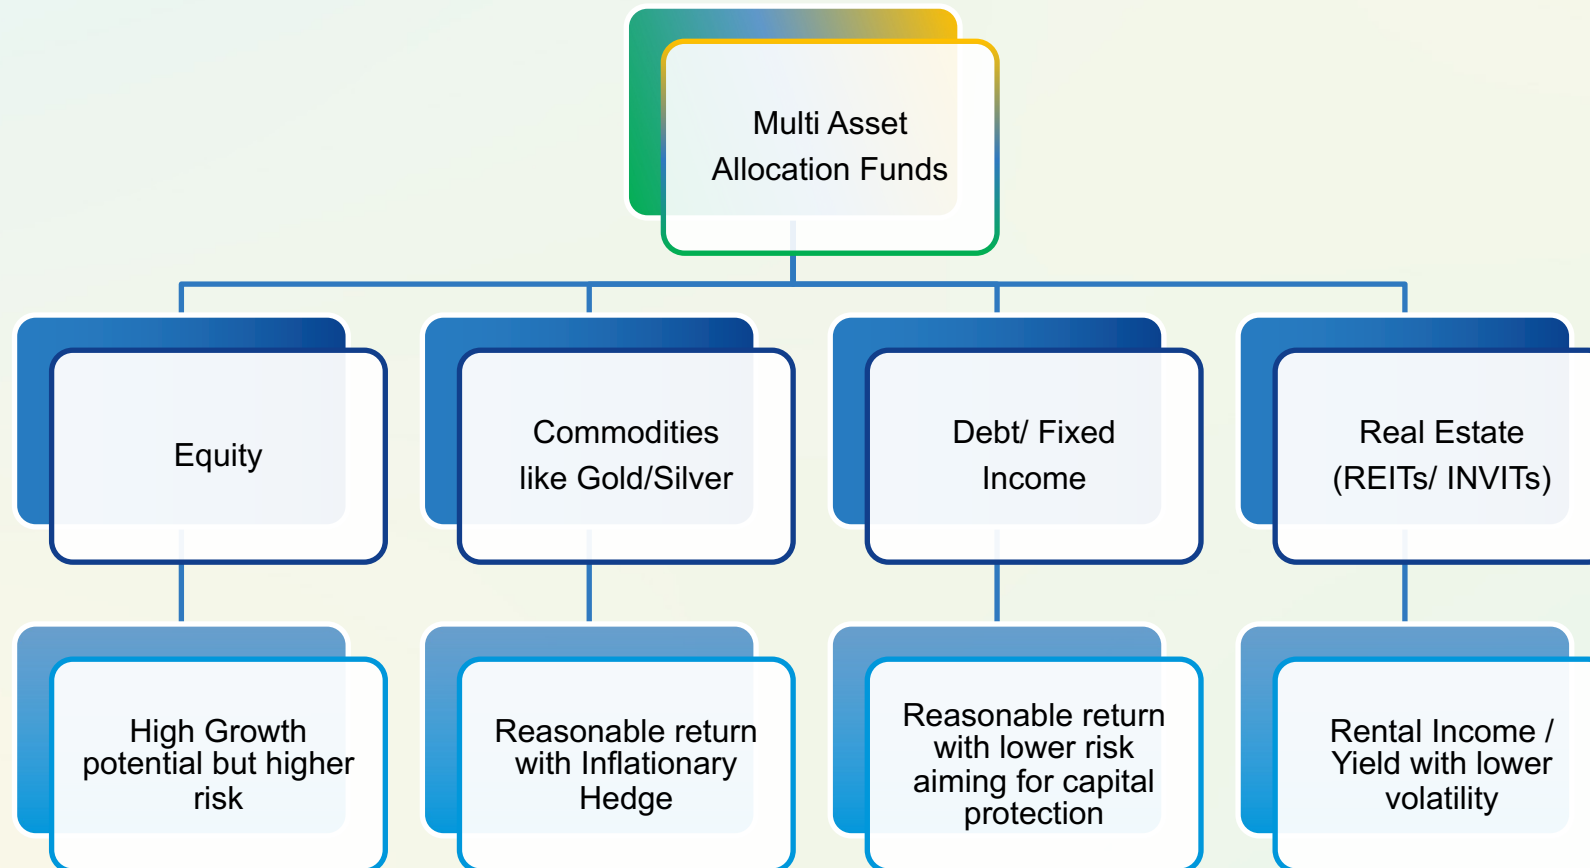 Multi Asset
Allocation Funds
Equity
Commodities
like Gold/Silver
Debt/ Fixed
Income
Real Estate
(REITs/ INVITs)
High Growth
potential but higher
risk
Reasonable return
with Inflationary
Hedge
Reasonable return
with lower risk
aiming for capital
protection
Rental Income /
Yield with lower
volatility